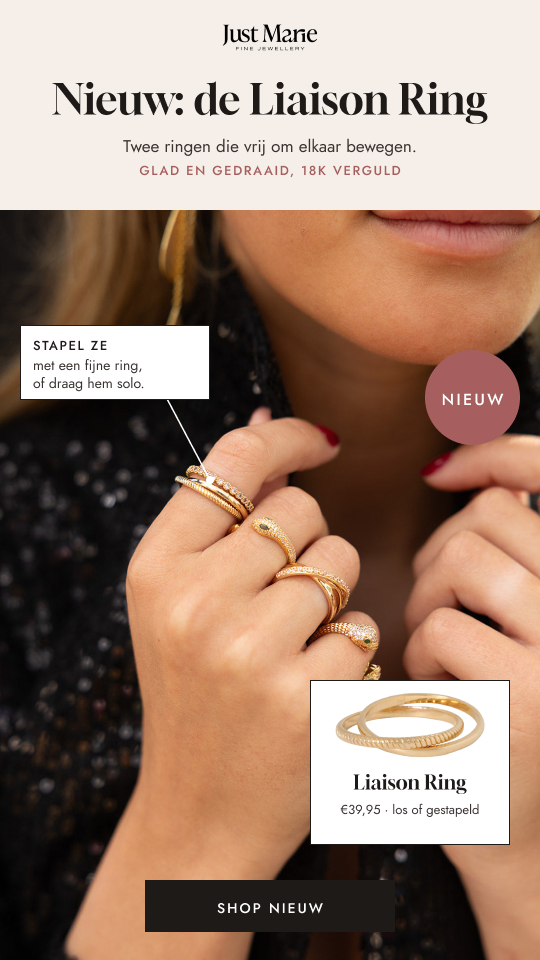 Just Marie
FINE JEWELLERY
Nieuw: de Liaison Ring
Twee ringen die vrij om elkaar bewegen.
GLAD EN GEDRAAID, 18K VERGULD
STAPEL ZE
met een fijne ring,
of draag hem solo.
NIEUW
Liaison Ring
€39,95 · los of gestapeld
SHOP NIEUW